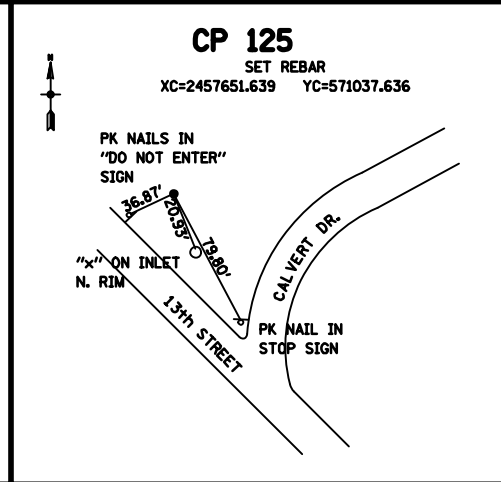 CP 125
SET REBAR
XC=2457651.639 YC=571037.636
N
PK NAILS IN
"DO NOT ENTER"
SIGN
36.87'
20.93'
79.80'
"x" ON INLET
N. RIM
CALVERT DR.
13th STREET
PK NAIL IN
STOP SIGN